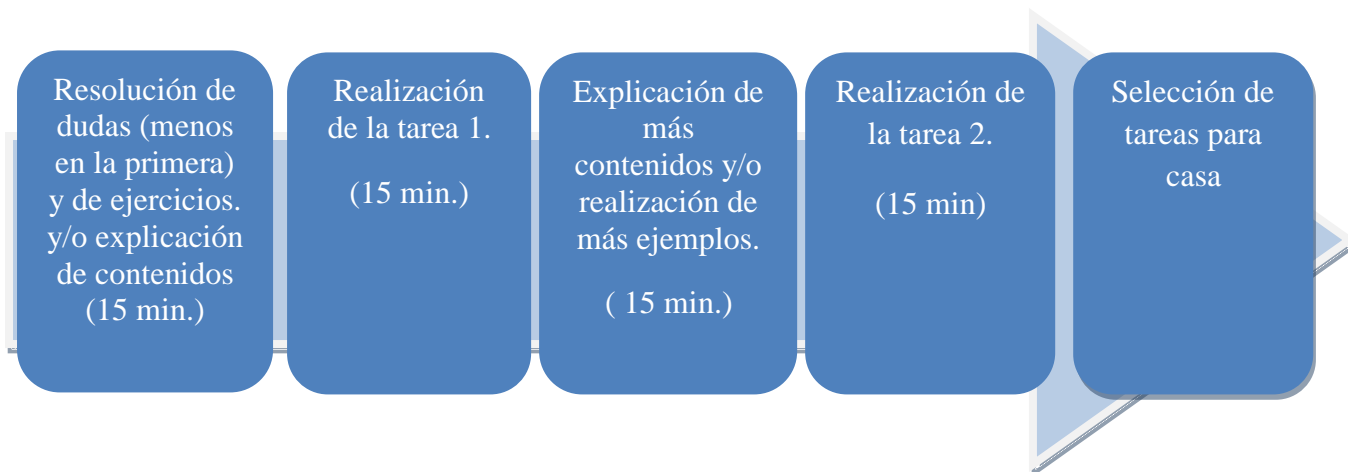 Resolución de
dudas (menos
en la primera)
y de ejercicios.
y/o explicación
de contenidos
(15 min.)
Realización
de la tarea 1.
(15 min.)
Explicación de
más
contenidos y/o
realización de
más ejemplos.
( 15 min.)
Realización de
la tarea 2.
(15 min)
Selección de
tareas para
casa